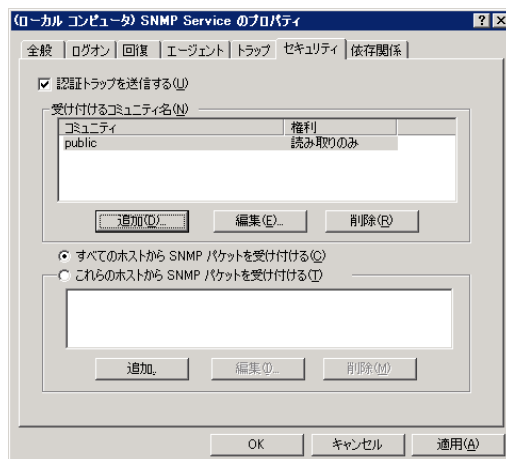 (ローカル コンピュータ) SNMP Service のプロパティ
全般 ログオン 回復 エージェント トラップ セキュリティ 依存関係
認証トラップを送信する(U)
受け付けるコミュニティ名(N)
コミュニティ 権利
public 読み取りのみ
追加(D)... 編集(E)... 削除(R)
すべてのホストから SNMP パケットを受け付ける(C)
これらのホストから SNMP パケットを受け付ける(T)
追加. 編集(I)... 削除(M)
OK キャンセル 適用(A)